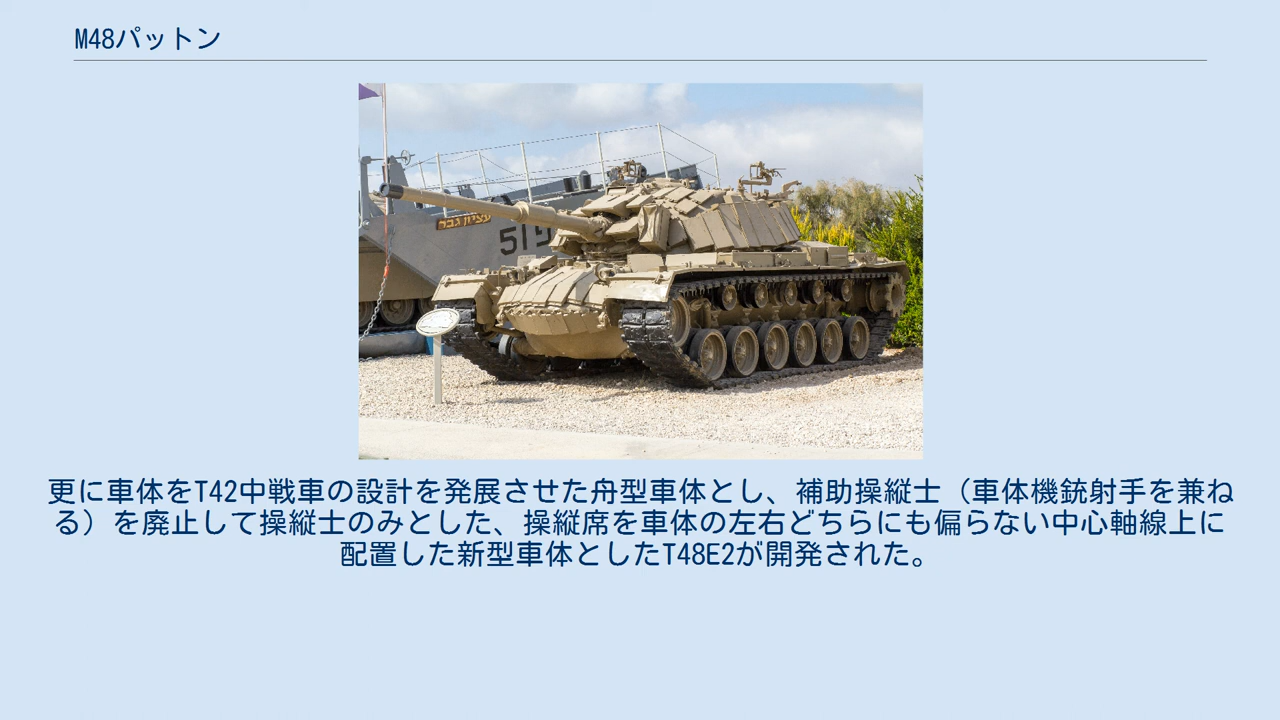 M48パットン
עציון גבר
519
更に車体をT42中戦車の設計を発展させた舟型車体とし、補助操縦士（車体機銃射手を兼ね
る）を廃止して操縦士のみとした、操縦席を車体の左右どちらにも偏らない中心軸線上に
配置した新型車体としたT48E2が開発された。